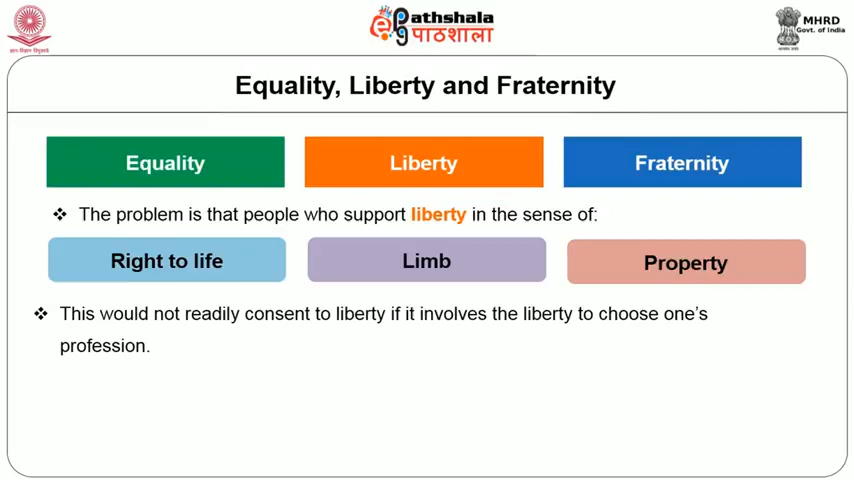 ePathshala
पाठशाला
MHRD
Govt. of India
ज्ञान-विज्ञान विमुक्तये
Equality, Liberty and Fraternity
Equality Liberty Fraternity
❖ The problem is that people who support liberty in the sense of:
Right to life Limb Property
❖ This would not readily consent to liberty if it involves the liberty to choose one’s
profession.